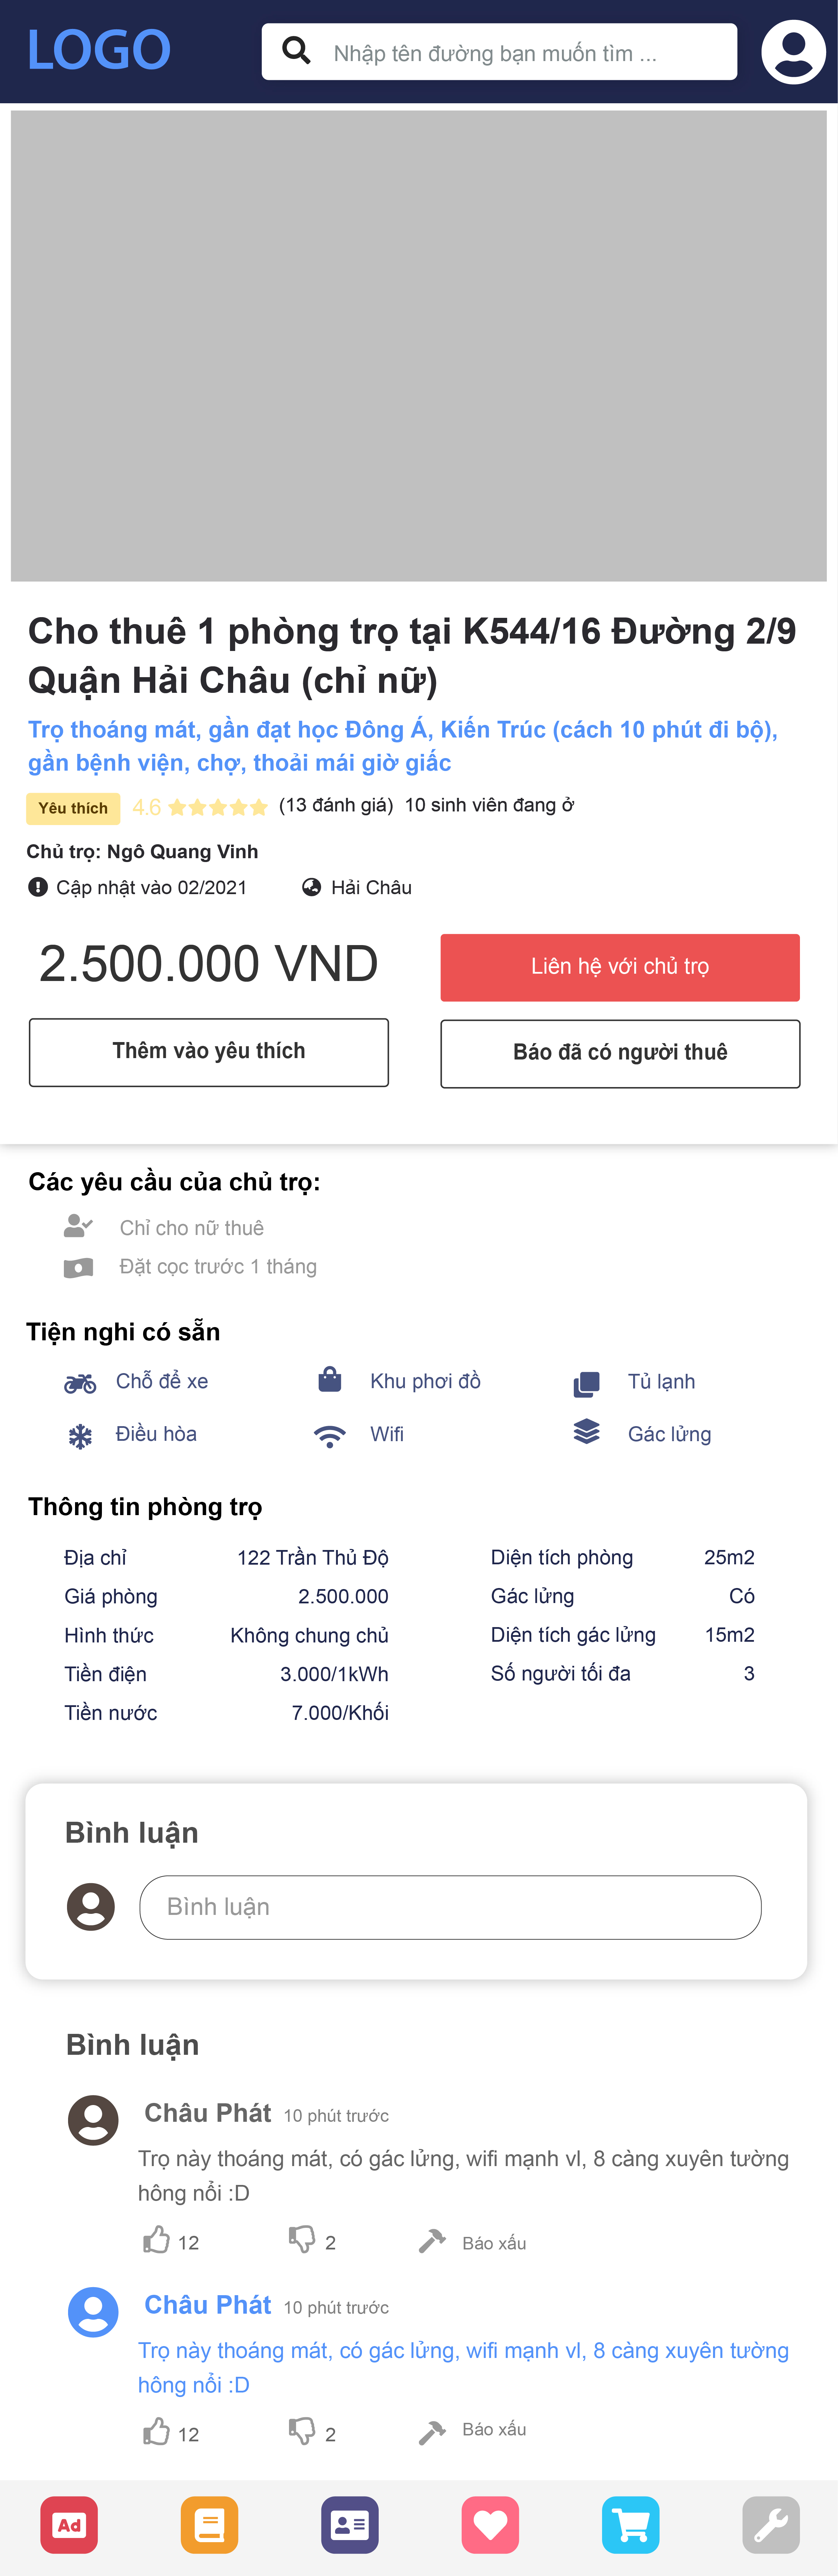 LOGO
Nhập tên đường bạn muốn tìm ...
Cho thuê 1 phòng trọ tại K544/16 Đường 2/9
Quận Hải Châu (chỉ nữ)
Trọ thoáng mát, gần đạt học Đông Á, Kiến Trúc (cách 10 phút đi bộ),
gần bệnh viện, chợ, thoải mái giờ giấc
Yêu thích 4.6 (13 đánh giá) 10 sinh viên đang ở
Chủ trọ: Ngô Quang Vinh
Cập nhật vào 02/2021 Hải Châu
2.500.000 VND Liên hệ với chủ trọ
Thêm vào yêu thích Báo đã có người thuê
Các yêu cầu của chủ trọ:
Chỉ cho nữ thuê
Đặt cọc trước 1 tháng
Tiện nghi có sẵn
Chỗ để xe Khu phơi đồ Tủ lạnh
Điều hòa Wifi Gác lửng
Thông tin phòng trọ
Địa chỉ 122 Trần Thủ Độ Diện tích phòng 25m2
Giá phòng 2.500.000 Gác lửng Có
Hình thức Không chung chủ Diện tích gác lửng 15m2
Tiền điện 3.000/1kWh Số người tối đa 3
Tiền nước 7.000/Khối
Bình luận
Bình luận
Bình luận
Châu Phát 10 phút trước
Trọ này thoáng mát, có gác lửng, wifi mạnh vl, 8 càng xuyên tường
hông nổi :D
12 2 Báo xấu
Châu Phát 10 phút trước
Trọ này thoáng mát, có gác lửng, wifi mạnh vl, 8 càng xuyên tường
hông nổi :D
12 2 Báo xấu
Ad